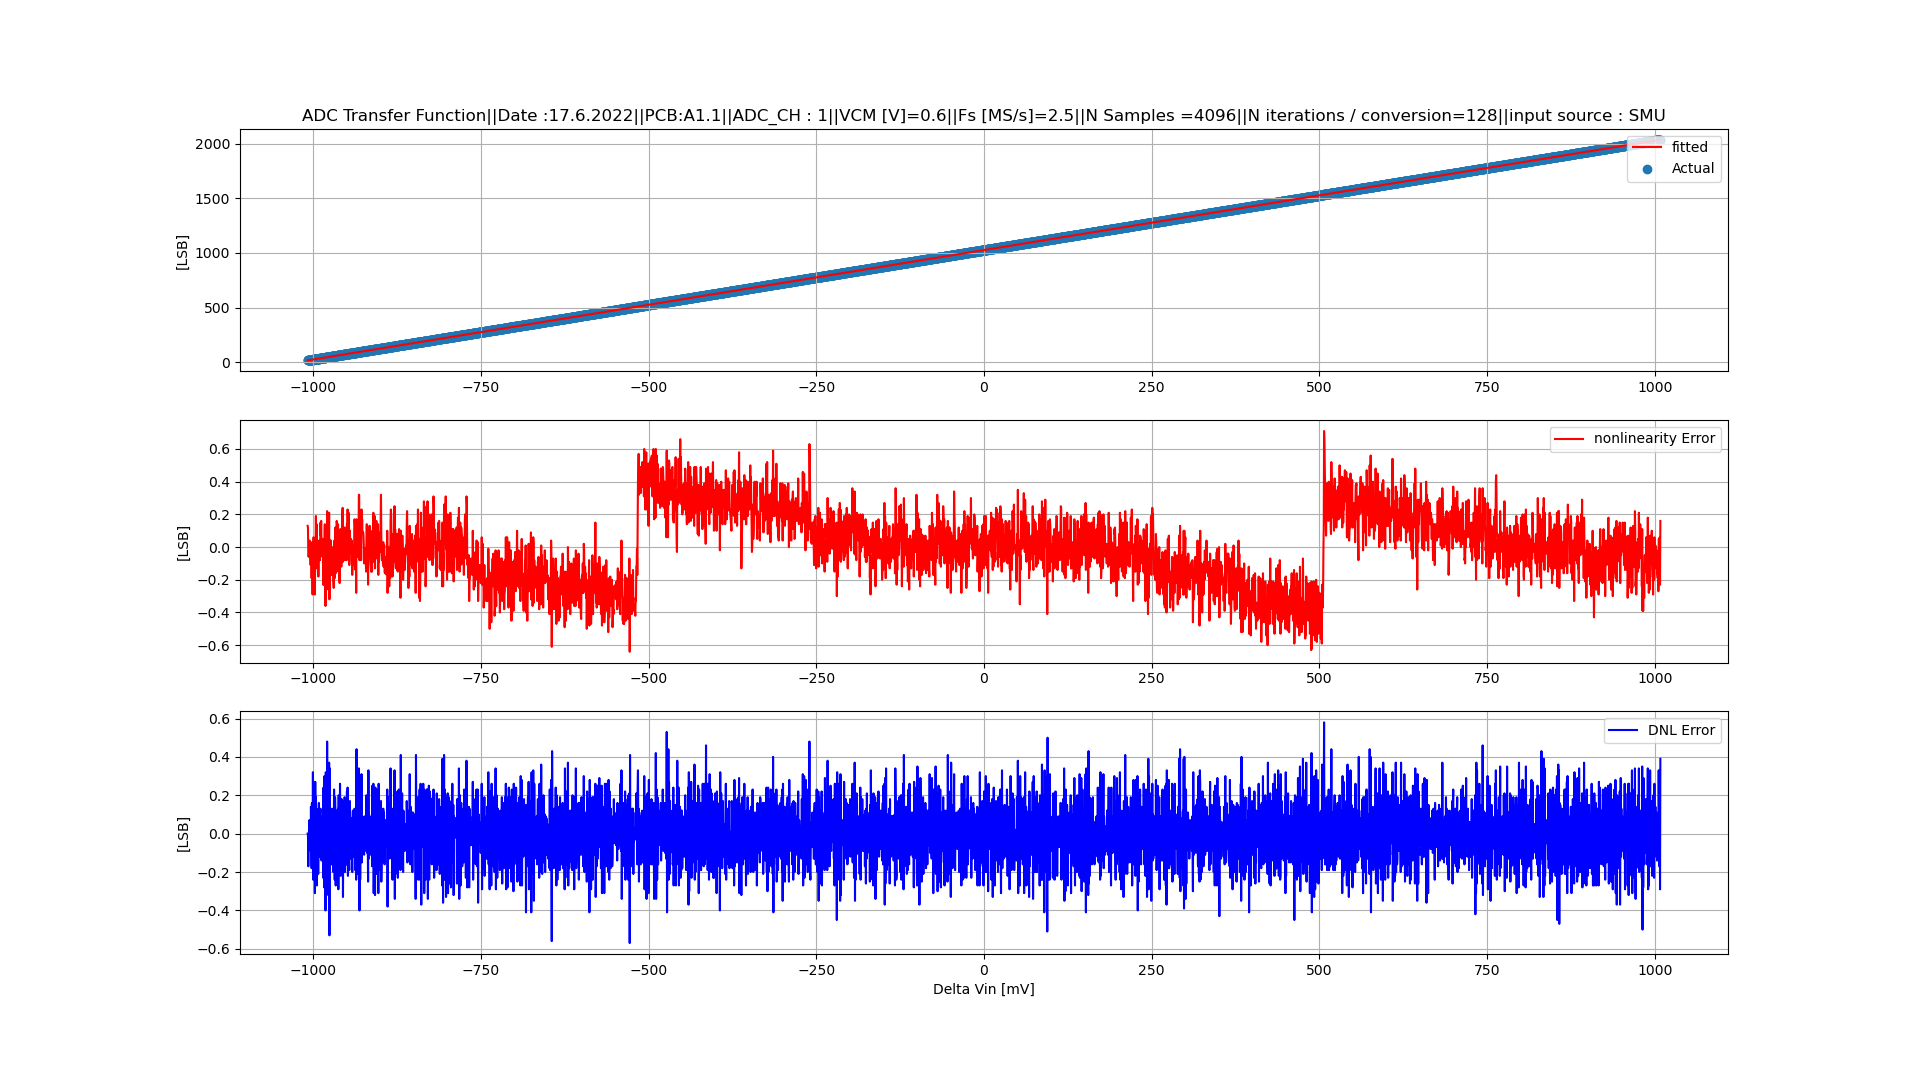 ADC Transfer Function||Date :17.6.2022||PCB:A1.1||ADC_CH : 1||VCM [V]=0.6||Fs [MS/s]=2.5||N Samples =4096||N iterations / conversion=128||input source : SMU
[LSB]
2000
1500
1000
500
0
fitted
Actual
−1000 −750 −500 −250 0 250 500 750 1000
[LSB]
0.6
0.4
0.2
0.0
−0.2
−0.4
−0.6
nonlinearity Error
−1000 −750 −500 −250 0 250 500 750 1000
[LSB]
0.6
0.4
0.2
0.0
−0.2
−0.4
−0.6
DNL Error
−1000 −750 −500 −250 0 250 500 750 1000
Delta Vin [mV]